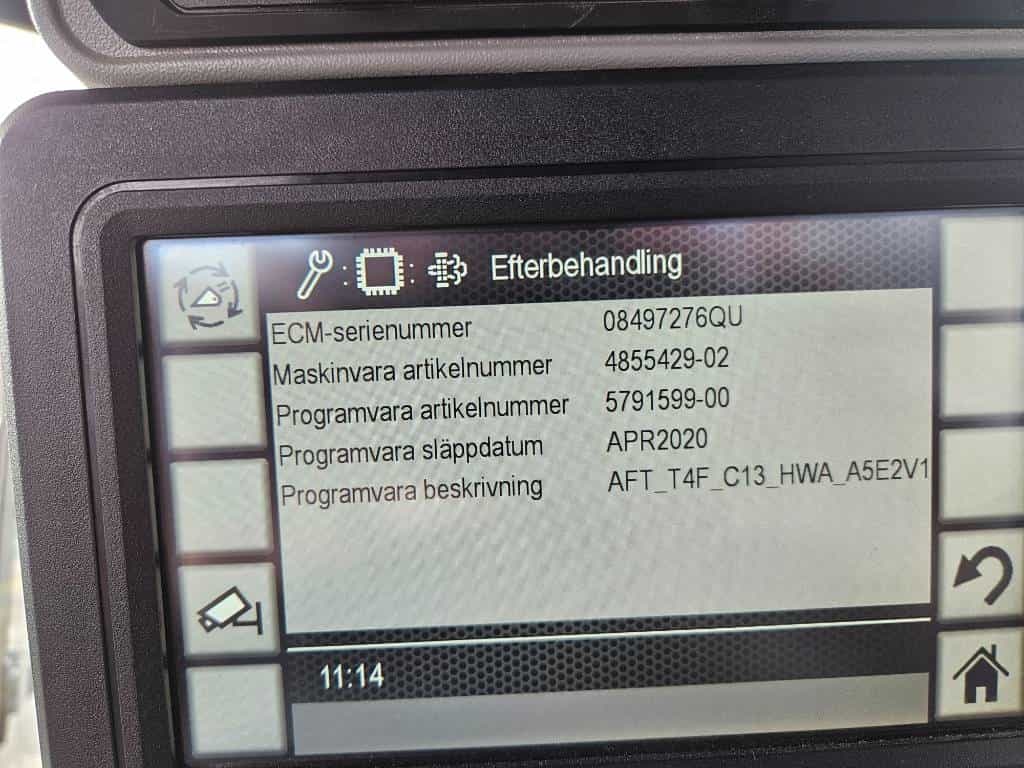 Efterbehandling
ECM-serienummer 08497276QU
Maskinvara artikelnummer 4855429-02
Programvara artikelnummer 5791599-00
Programvara släppdatum APR2020
Programvara beskrivning AFT_T4F_C13_HWA_A5E2V1
11:14